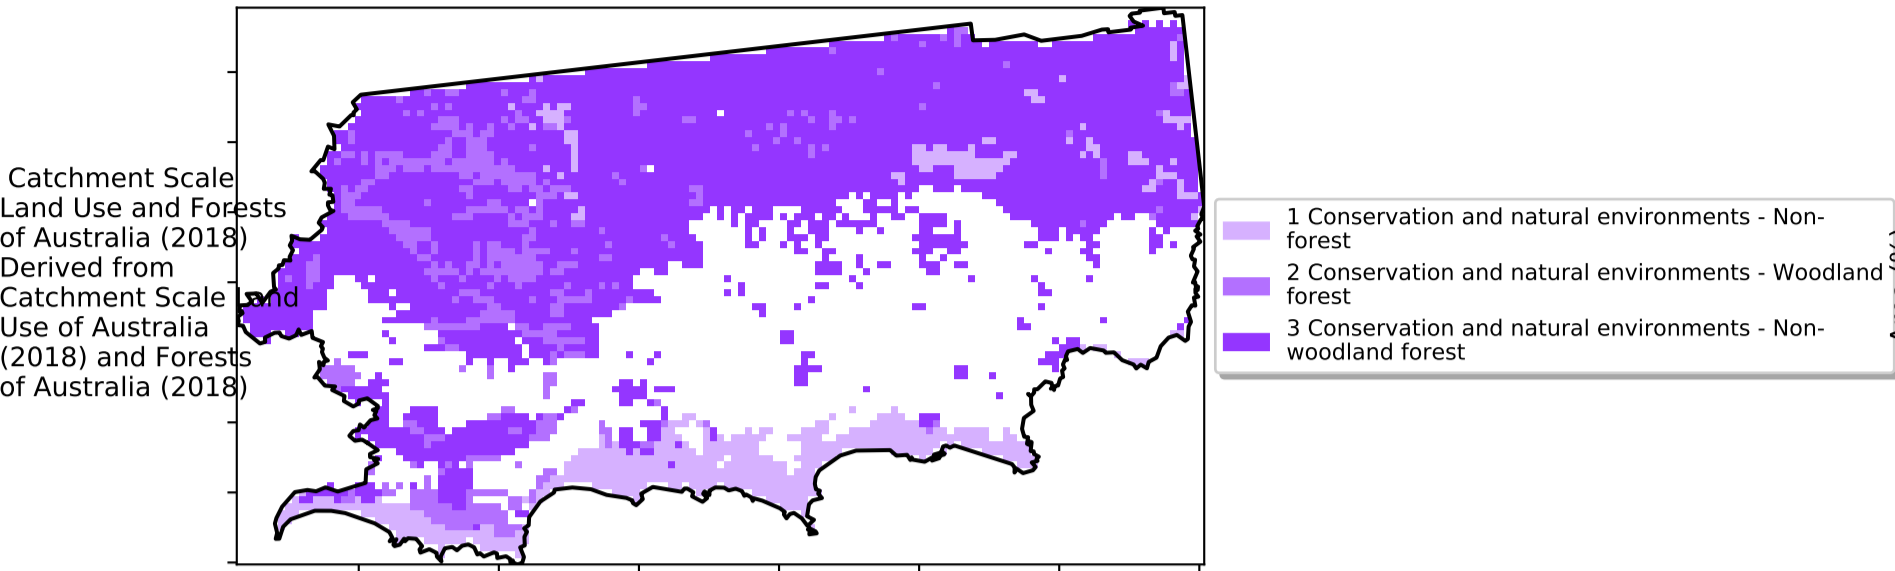 Catchment Scale
Land Use and Forests
of Australia (2018)
Derived from
Catchment Scale Land
Use of Australia
(2018) and Forests
of Australia (2018)
1 Conservation and natural environments - Non-
forest
2 Conservation and natural environments - Woodland
forest
3 Conservation and natural environments - Non-
woodland forest